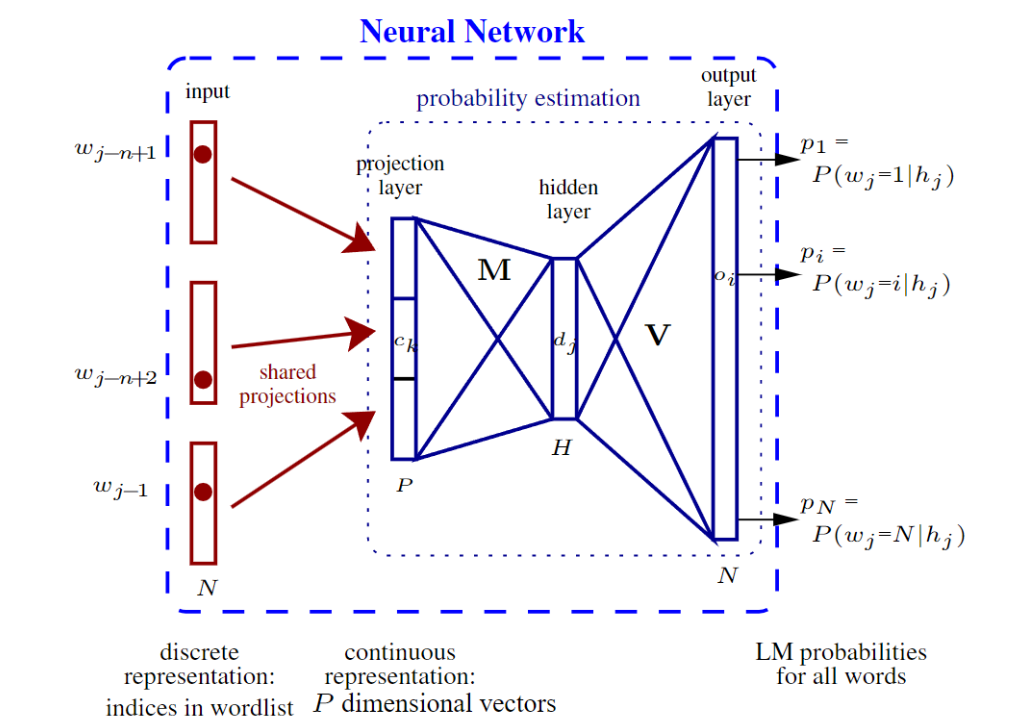 Neural Network
input
probability estimation
output
layer
projection
layer
hidden
layer
w_{j−n+1}
w_{j−n+2}
w_{j−1}
shared
projections
c_k
M
d_j
V
o_i
N
P
H
N
p_1 =
P(w_j=1|h_j)
p_i =
P(w_j=i|h_j)
p_N =
P(w_j=N|h_j)
discrete
representation:
indices in wordlist
continuous
representation:
P dimensional vectors
LM probabilities
for all words